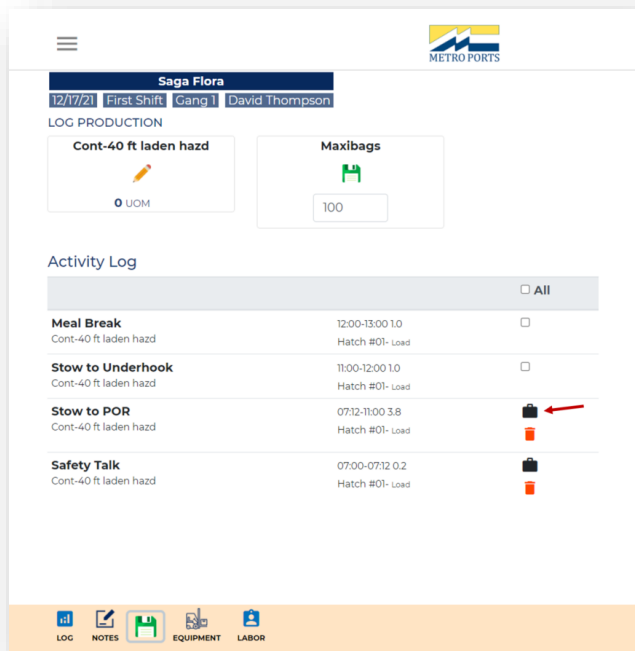 METRO PORTS
Saga Flora
12/17/21 First Shift Gang 1 David Thompson
LOG PRODUCTION
Cont-40 ft laden hazd
0 UOM
Maxibags
100
Activity Log
All
Meal Break 12:00-13:00 1.0
Cont-40 ft laden hazd Hatch #01- Load
Stow to Underhook 11:00-12:00 1.0
Cont-40 ft laden hazd Hatch #01- Load
Stow to POR 07:12-11:00 3.8
Cont-40 ft laden hazd Hatch #01- Load
Safety Talk 07:00-07:12 0.2
Cont-40 ft laden hazd Hatch #01- Load
LOG NOTES EQUIPMENT LABOR